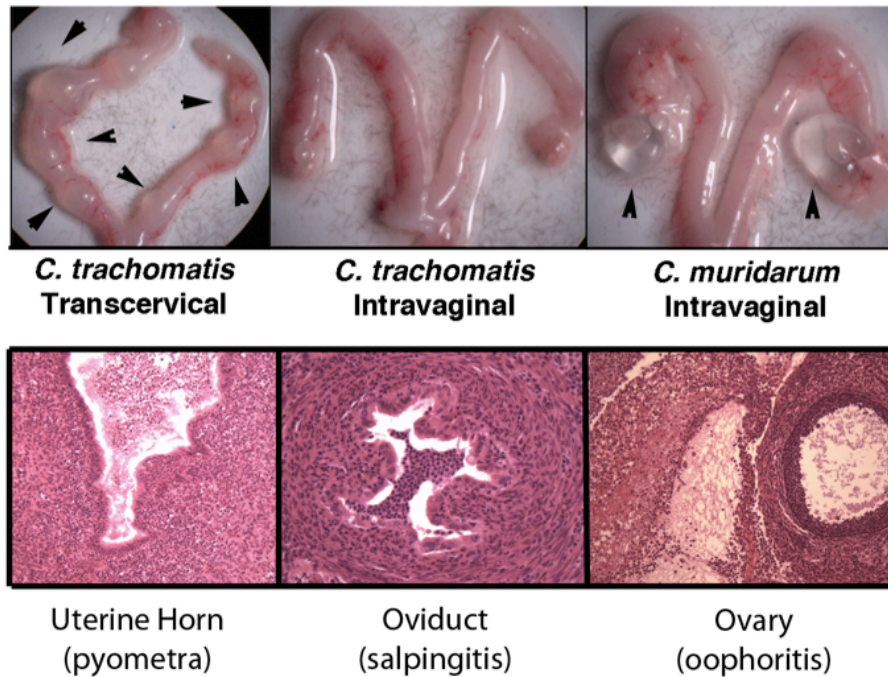 C. trachomatis
Transcervical
C. trachomatis
Intravaginal
C. muridarum
Intravaginal
Uterine Horn
(pyometra)
Oviduct
(salpingitis)
Ovary
(oophoritis)